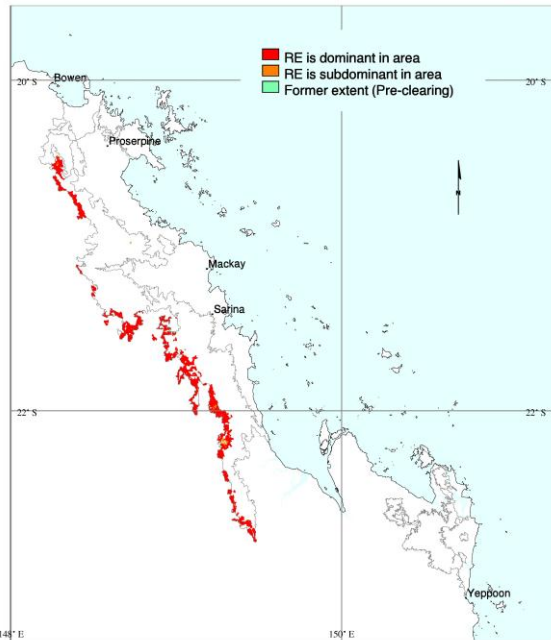 RE is dominant in area
RE is subdominant in area
Former extent (Pre-clearing)
20° S
20° S
Bowen
Proserpine
N
Mackay
Sarina
22° S
22° S
Yeppoon
148° E
150° E